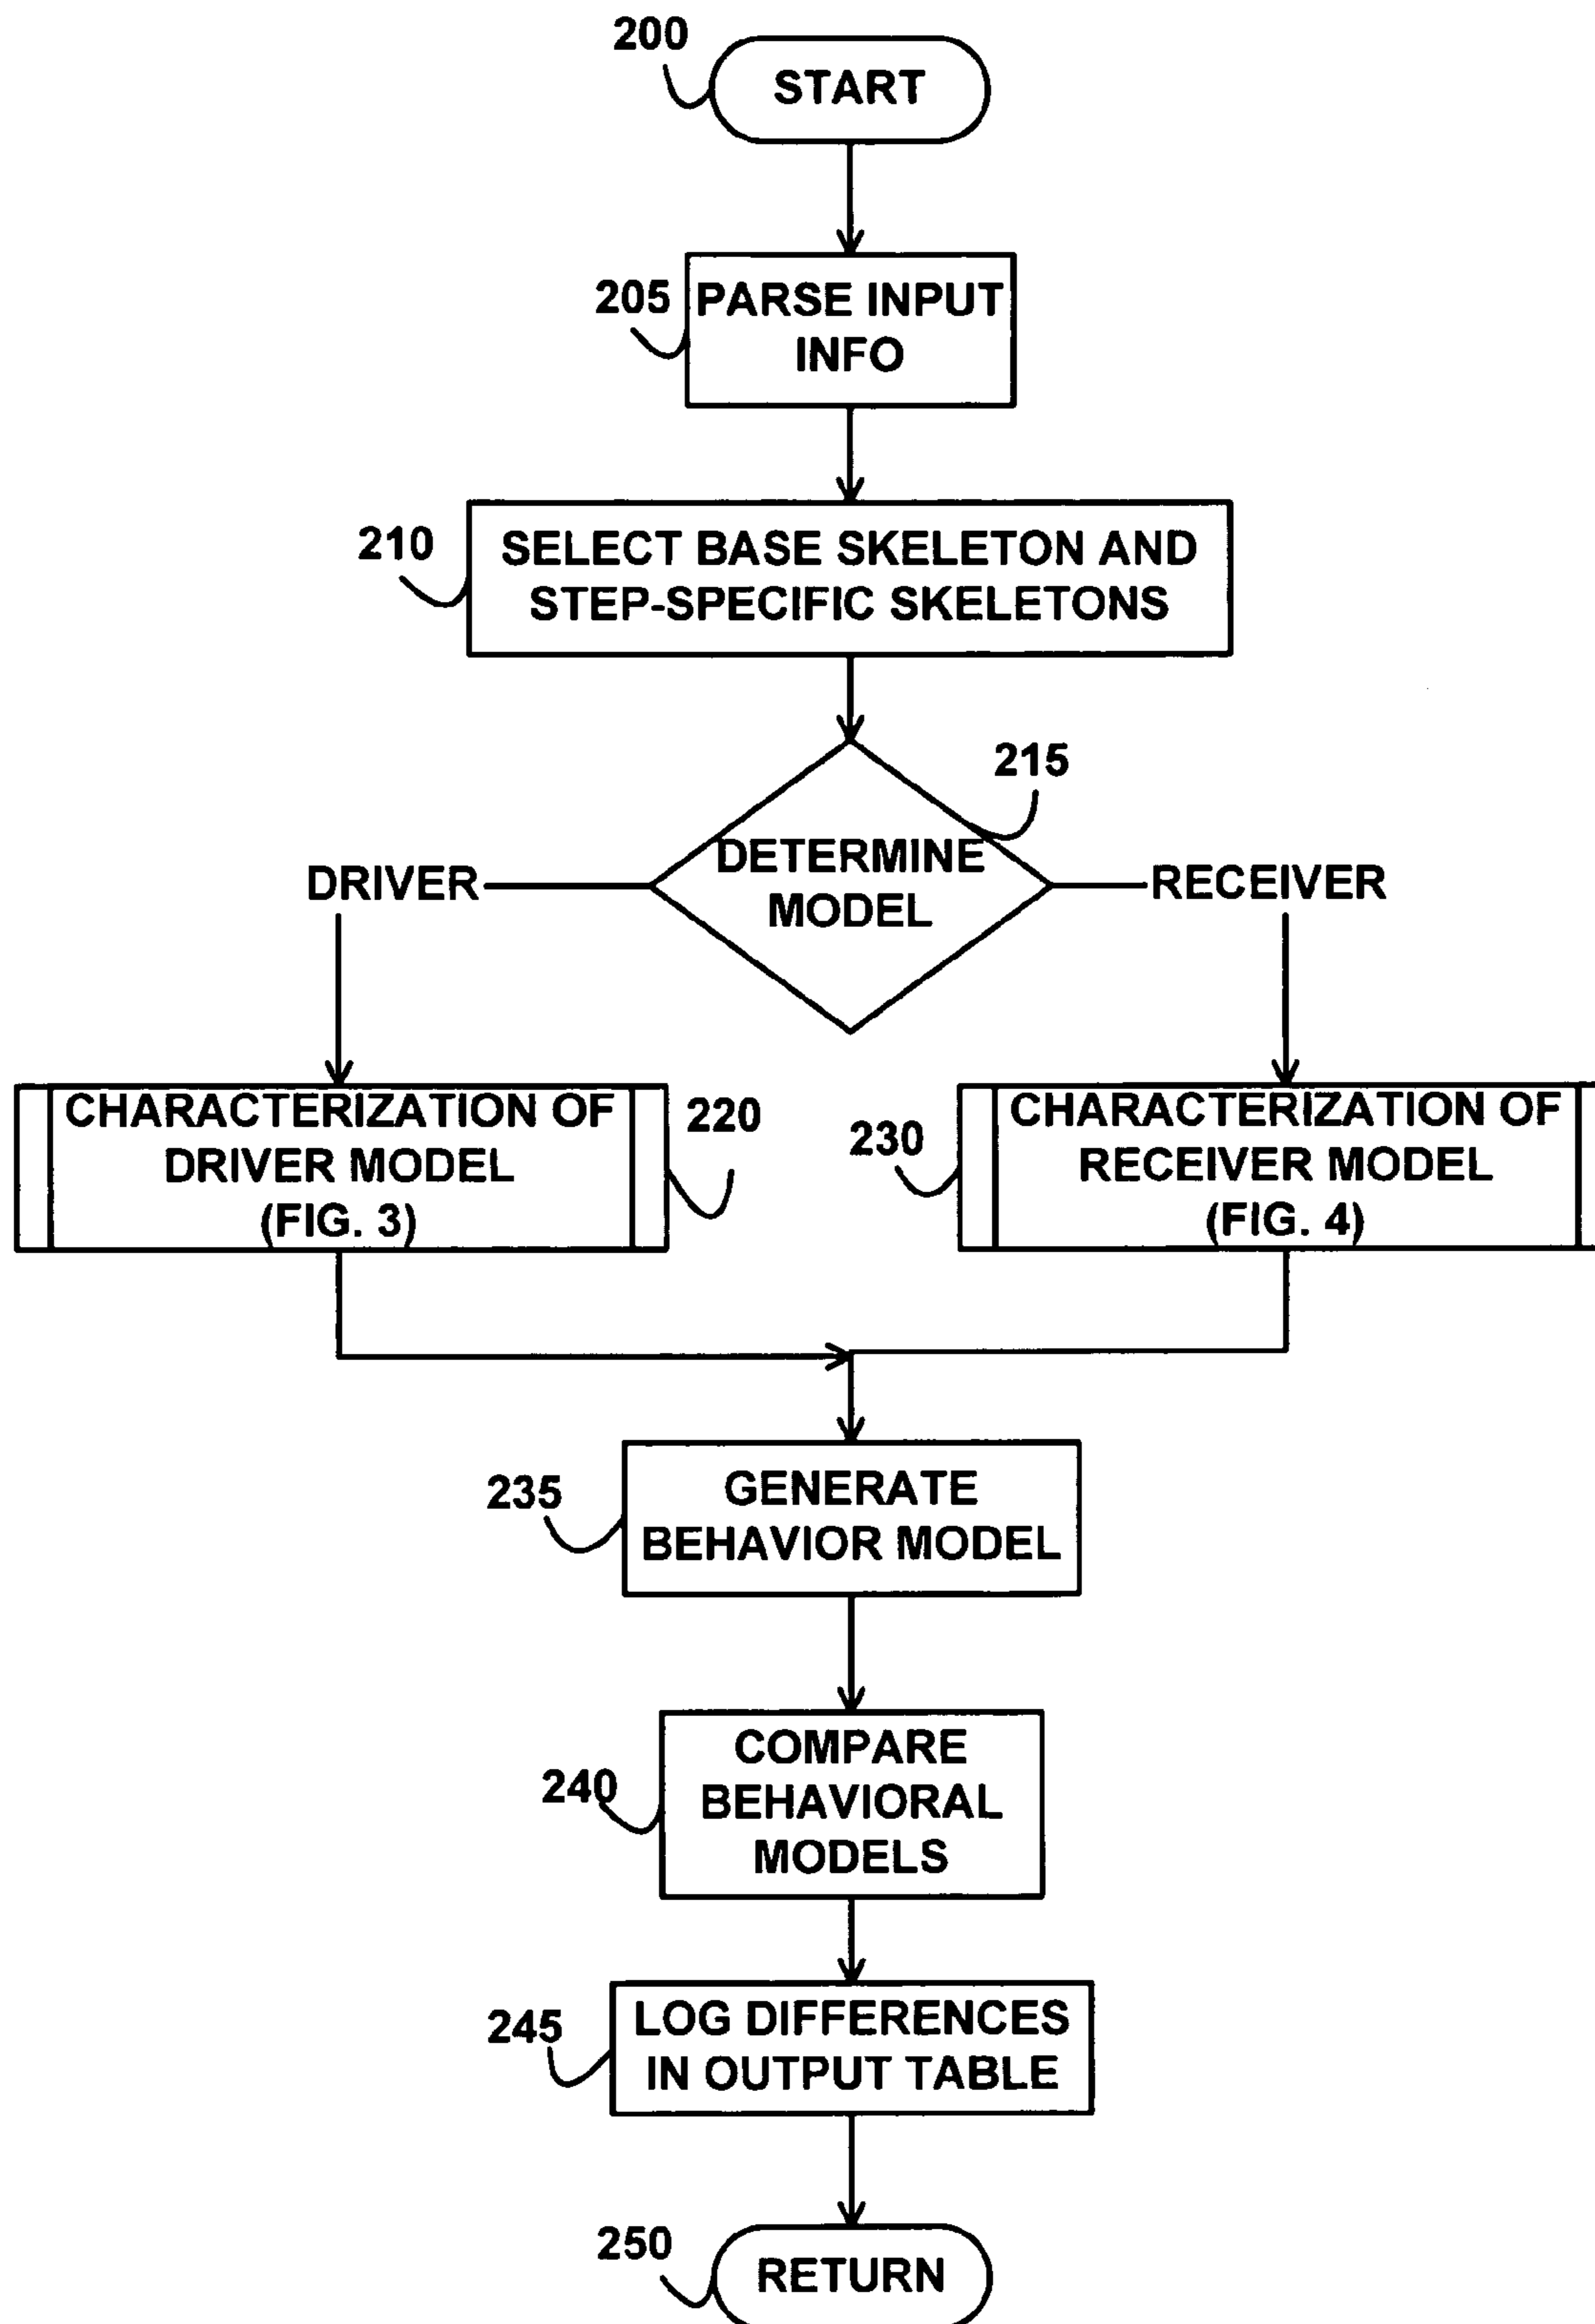 200
START
205
PARSE INPUT
INFO
210
SELECT BASE SKELETON AND
STEP-SPECIFIC SKELETONS
215
DETERMINE
MODEL
DRIVER
RECEIVER
CHARACTERIZATION OF
DRIVER MODEL
(FIG. 3)
220
230
CHARACTERIZATION OF
RECEIVER MODEL
(FIG. 4)
235
GENERATE
BEHAVIOR MODEL
240
COMPARE
BEHAVIORAL
MODELS
245
LOG DIFFERENCES
IN OUTPUT TABLE
250
RETURN